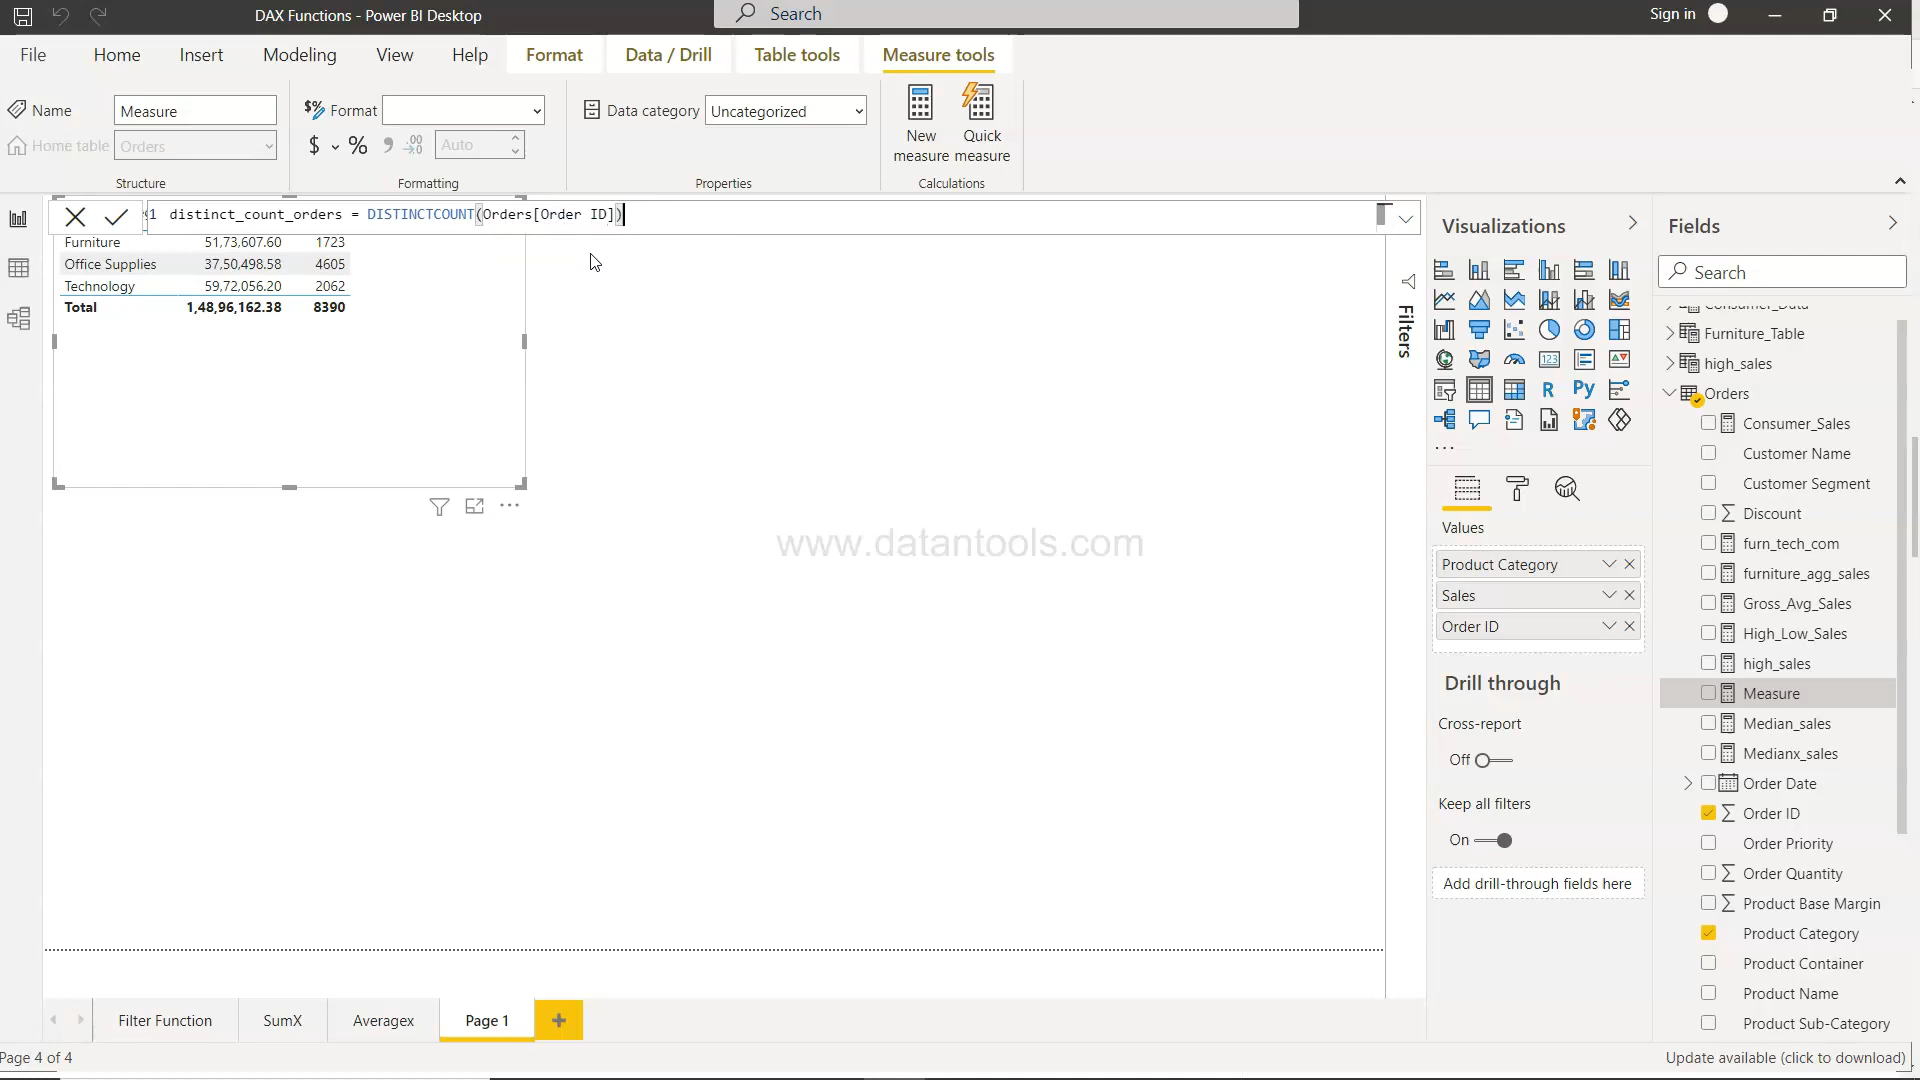 DAX Functions - Power BI Desktop
Search
Sign in
File Home Insert Modeling View Help Format Data / Drill Table tools Measure tools
Name Measure
Home table Orders
Structure
Format
$ % 9 .00 Auto
Formatting
Data category Uncategorized
Properties
New measure
Quick measure
Calculations
1 distinct_count_orders = DISTINCTCOUNT(Orders[Order ID])
Furniture 51,73,607.60 1723
Office Supplies 37,50,498.58 4605
Technology 59,72,056.20 2062
Total 1,48,96,162.38 8390
www.datantools.com
Filters
Visualizations
123
R Py
Values
Product Category
Sales
Order ID
Drill through
Cross-report
Off
Keep all filters
On
Add drill-through fields here
Fields
Search
Consumer_Data
Furniture_Table
high_sales
Orders
Consumer_Sales
Customer Name
Customer Segment
Discount
furn_tech_com
furniture_agg_sales
Gross_Avg_Sales
High_Low_Sales
high_sales
Measure
Median_sales
Medianx_sales
Order Date
Order ID
Order Priority
Order Quantity
Product Base Margin
Product Category
Product Container
Product Name
Product Sub-Category
Filter Function SumX Averagex Page 1
Page 4 of 4
Update available (click to download)